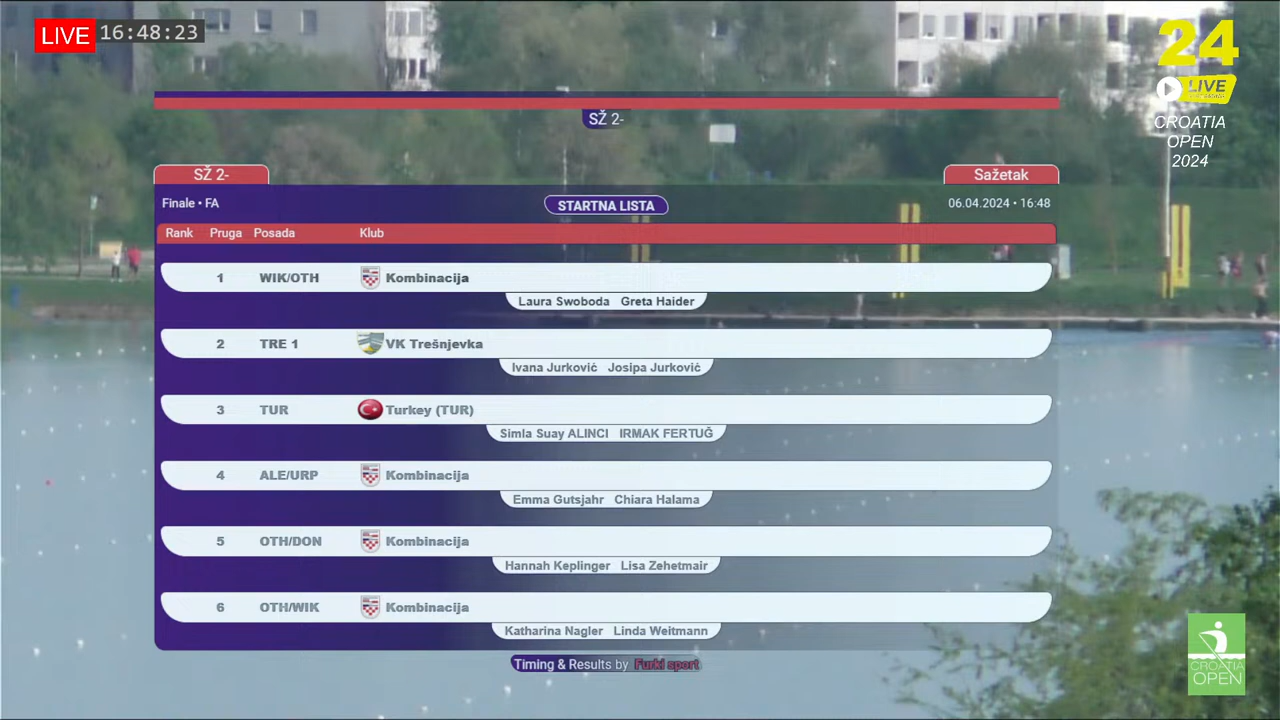 LIVE 16:48:23
24
LIVE
CROATIA
OPEN
2024
SŽ 2-
SŽ 2- Sažetak
Finale • FA STARTNA LISTA 06.04.2024 • 16:48
Rank Pruga Posada Klub
1 WIK/OTH Kombinacija
Laura Swoboda Greta Haider
2 TRE 1 VK Trešnjevka
Ivana Jurković Josipa Jurković
3 TUR Turkey (TUR)
Simla Suay ALINCI IRMAK FERTUĞ
4 ALE/URP Kombinacija
Emma Gutsjahr Chiara Halama
5 OTH/DON Kombinacija
Hannah Keplinger Lisa Zehetmair
6 OTH/WIK Kombinacija
Katharina Nagler Linda Weitmann
Timing & Results by Furki sport
CROATIA
OPEN